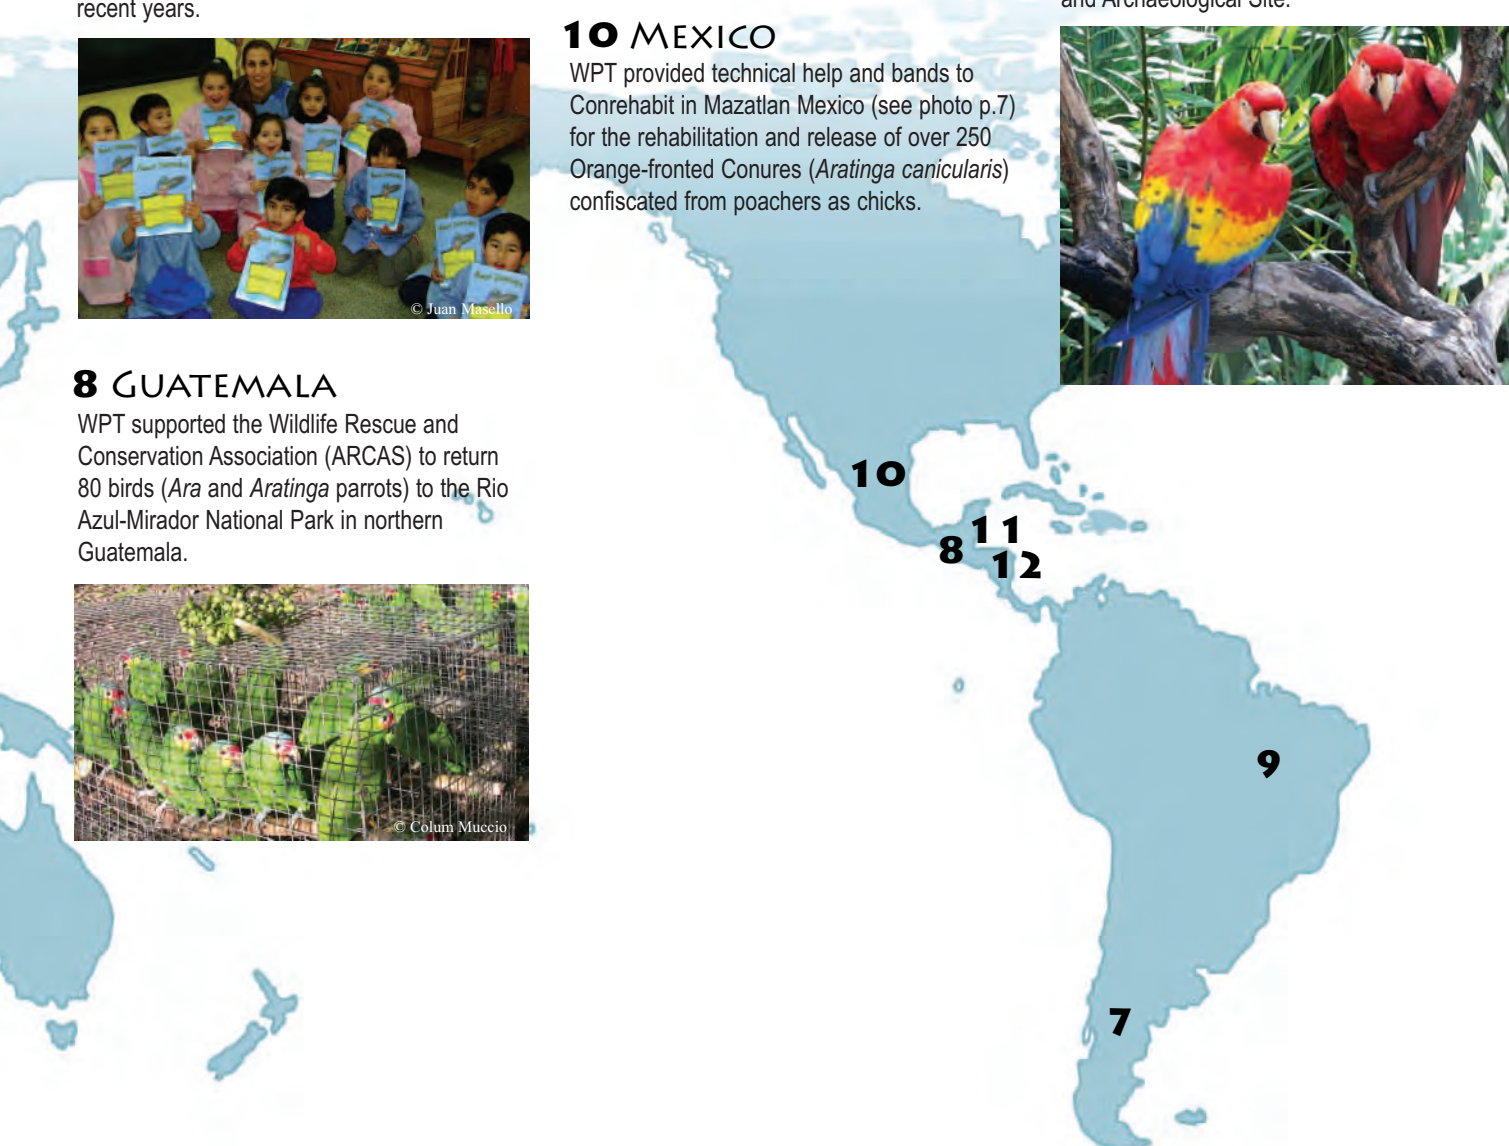 recent years.
© Juan Masello
8 GUATEMALA
WPT supported the Wildlife Rescue and
Conservation Association (ARCAS) to return
80 birds (Ara and Aratinga parrots) to the Rio
Azul-Mirador National Park in northern
Guatemala.
© Colum Muccio
10 MEXICO
WPT provided technical help and bands to
Conrehabit in Mazatlan Mexico (see photo p.7)
for the rehabilitation and release of over 250
Orange-fronted Conures (Aratinga canicularis)
confiscated from poachers as chicks.
and Archaeological Site.
10
11
8
12
9
7